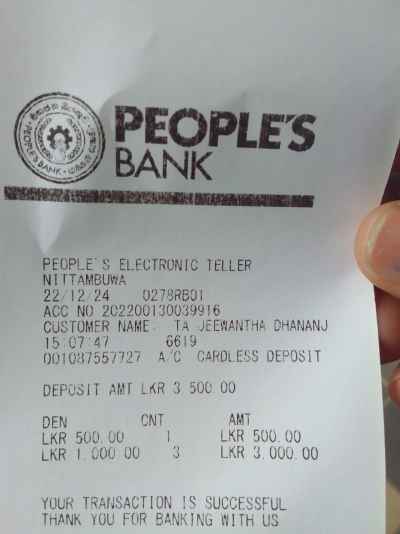 PEOPLE'S
BANK
PEOPLE'S BANK
PEOPLE'S ELECTRONIC TELLER
NITTAMBUWA
22/12/24 0278RB01
ACC NO 202200130039916
CUSTOMER NAME: TA JEEWANTHA DHANANJ
15:07:47 6619
001087557727 A/C CARDLESS DEPOSIT
DEPOSIT AMT LKR 3 500.00
DEN CNT AMT
LKR 500.00 1 LKR 500.00
LKR 1.000 00 3 LKR 3,000.00
YOUR TRANSACTION IS SUCCESSFUL
THANK YOU FOR BANKING WITH US